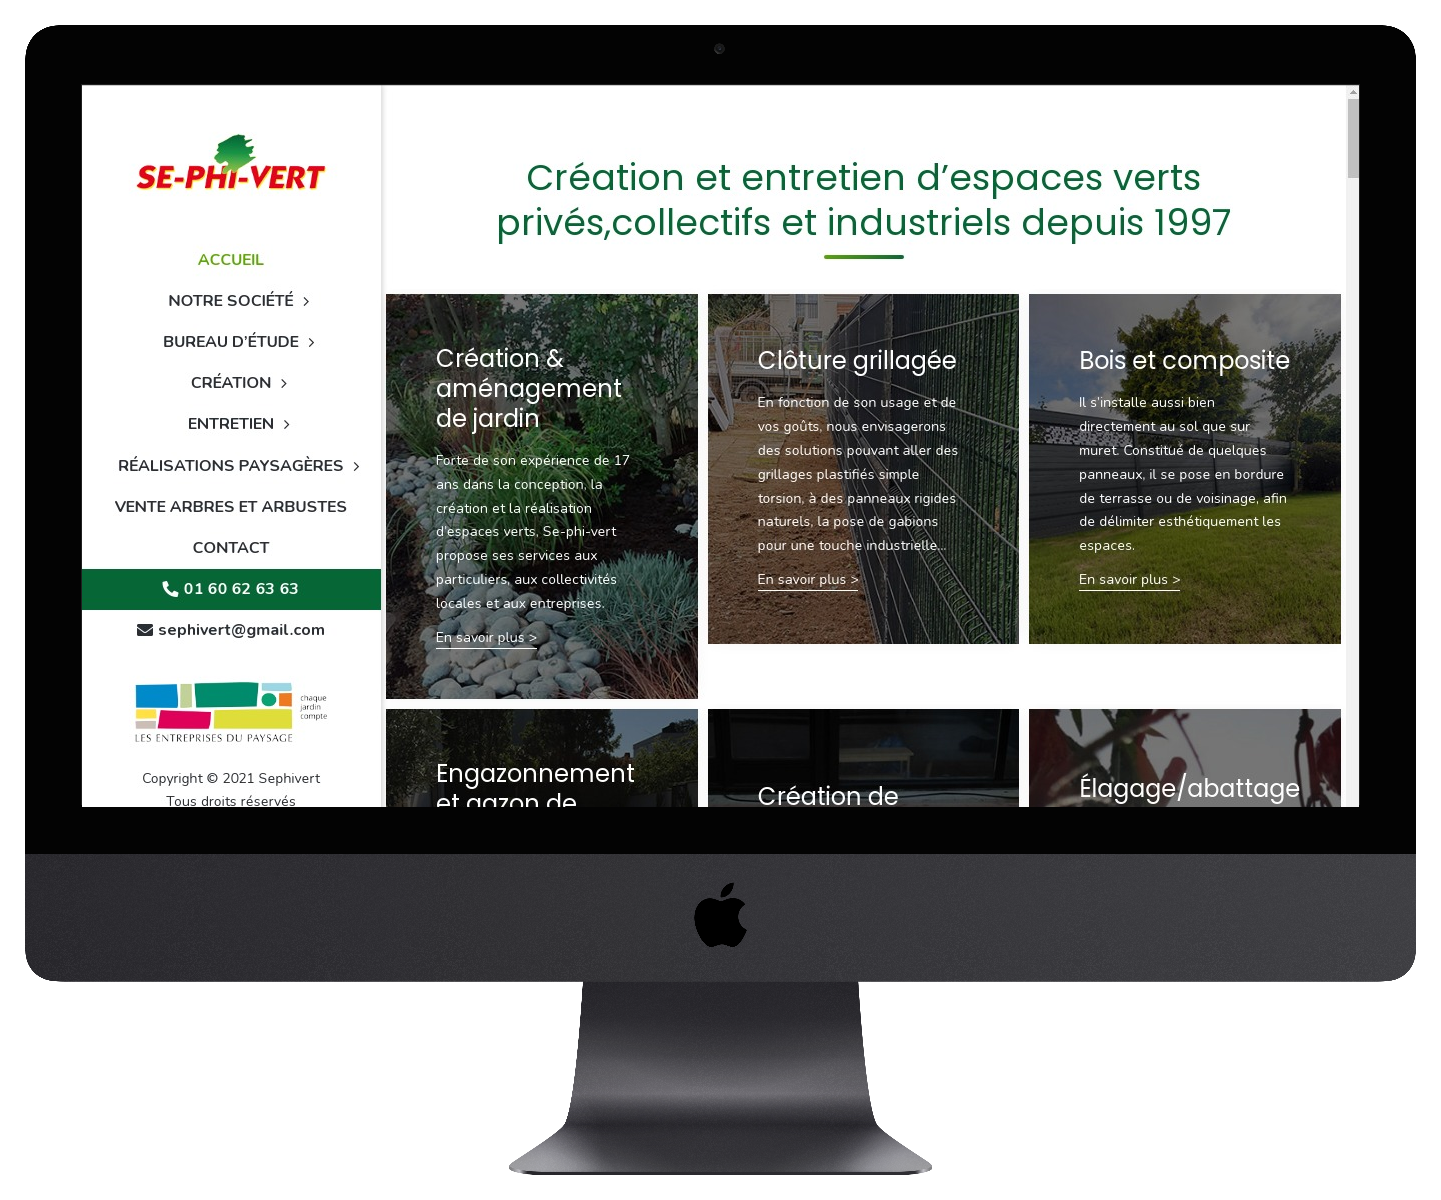 SE-PHI-VERT
ACCUEIL
NOTRE SOCIÉTÉ >
BUREAU D'ÉTUDE >
CRÉATION >
ENTRETIEN >
RÉALISATIONS PAYSAGÈRES >
VENTE ARBRES ET ARBUSTES
CONTACT
01 60 62 63 63
sephivert@gmail.com
chaque
jardin
compte
LES ENTREPRISES DU PAYSAGE
Copyright © 2021 Sephivert
Tous droits réservés
Création et entretien d’espaces verts
privés,collectifs et industriels depuis 1997
Création &
aménagement
de jardin
Forte de son expérience de 17
ans dans la conception, la
création et la réalisation
d’espaces verts, Se-phi-vert
propose ses services aux
particuliers, aux collectivités
locales et aux entreprises.
En savoir plus >
Clôture grillagée
En fonction de son usage et de
vos goûts, nous envisagerons
des solutions pouvant aller des
grillages plastifiés simple
torsion, à des panneaux rigides
naturels, la pose de gabions
pour une touche industrielle...
En savoir plus >
Bois et composite
Il s’installe aussi bien
directement au sol que sur
muret. Constitué de quelques
panneaux, il se pose en bordure
de terrasse ou de voisinage, afin
de délimiter esthétiquement les
espaces.
En savoir plus >
Engazonnement
et gazon de
Création de
Élagage/abattage